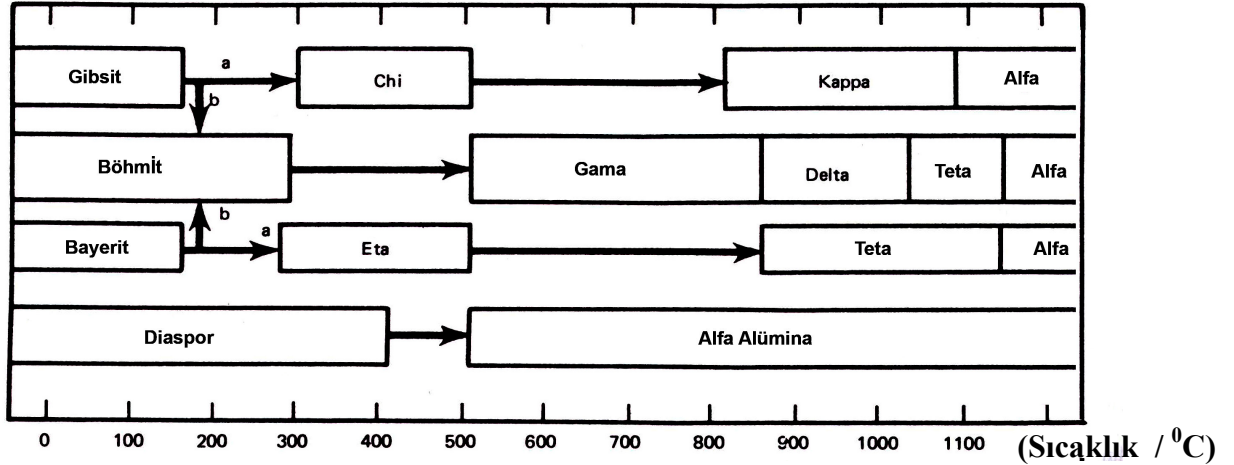 a
Gibsit Chi Kappa Alfa
b
Böhmit Gama Delta Teta Alfa
b
a
Bayerit Eta Teta Alfa
Diaspor Alfa Alümina
0 100 200 300 400 500 600 700 800 900 1000 1100 (Sıcaklık / ⁰C)